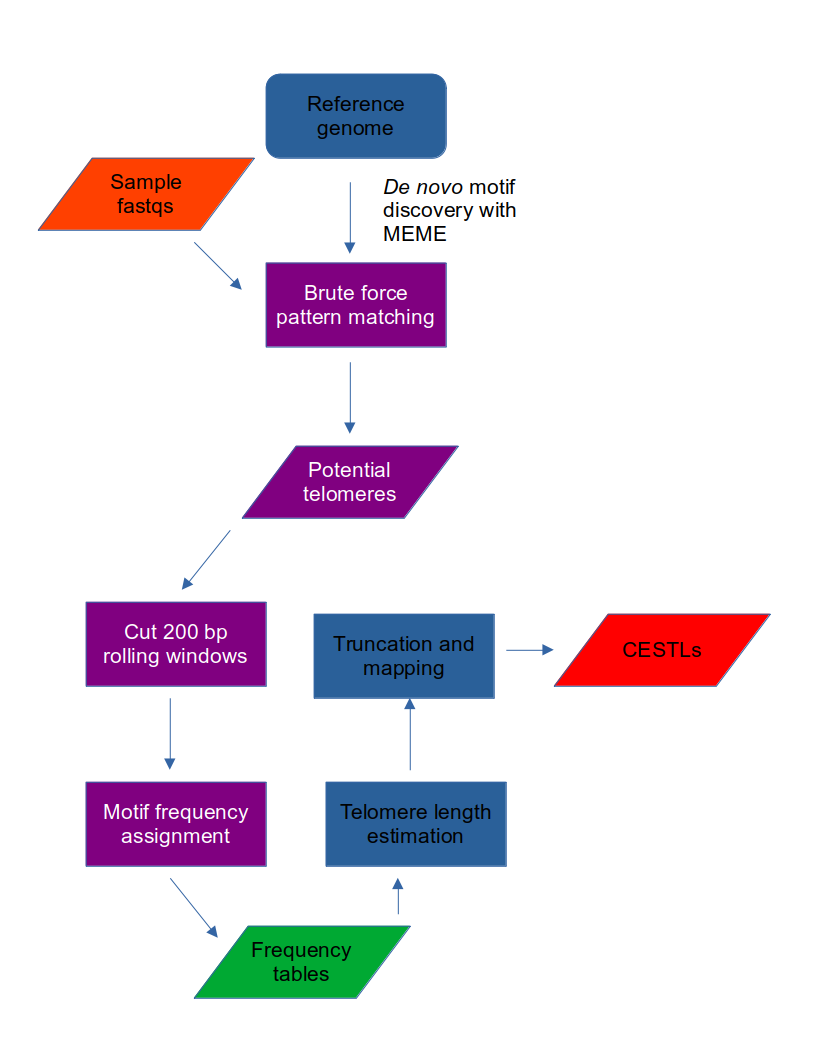 Reference
genome
Sample
fastqs
De novo motif
discovery with
MEME
Brute force
pattern matching
Potential
telomeres
Cut 200 bp
rolling windows
Truncation and
mapping
CESTLs
Motif frequency
assignment
Telomere length
estimation
Frequency
tables